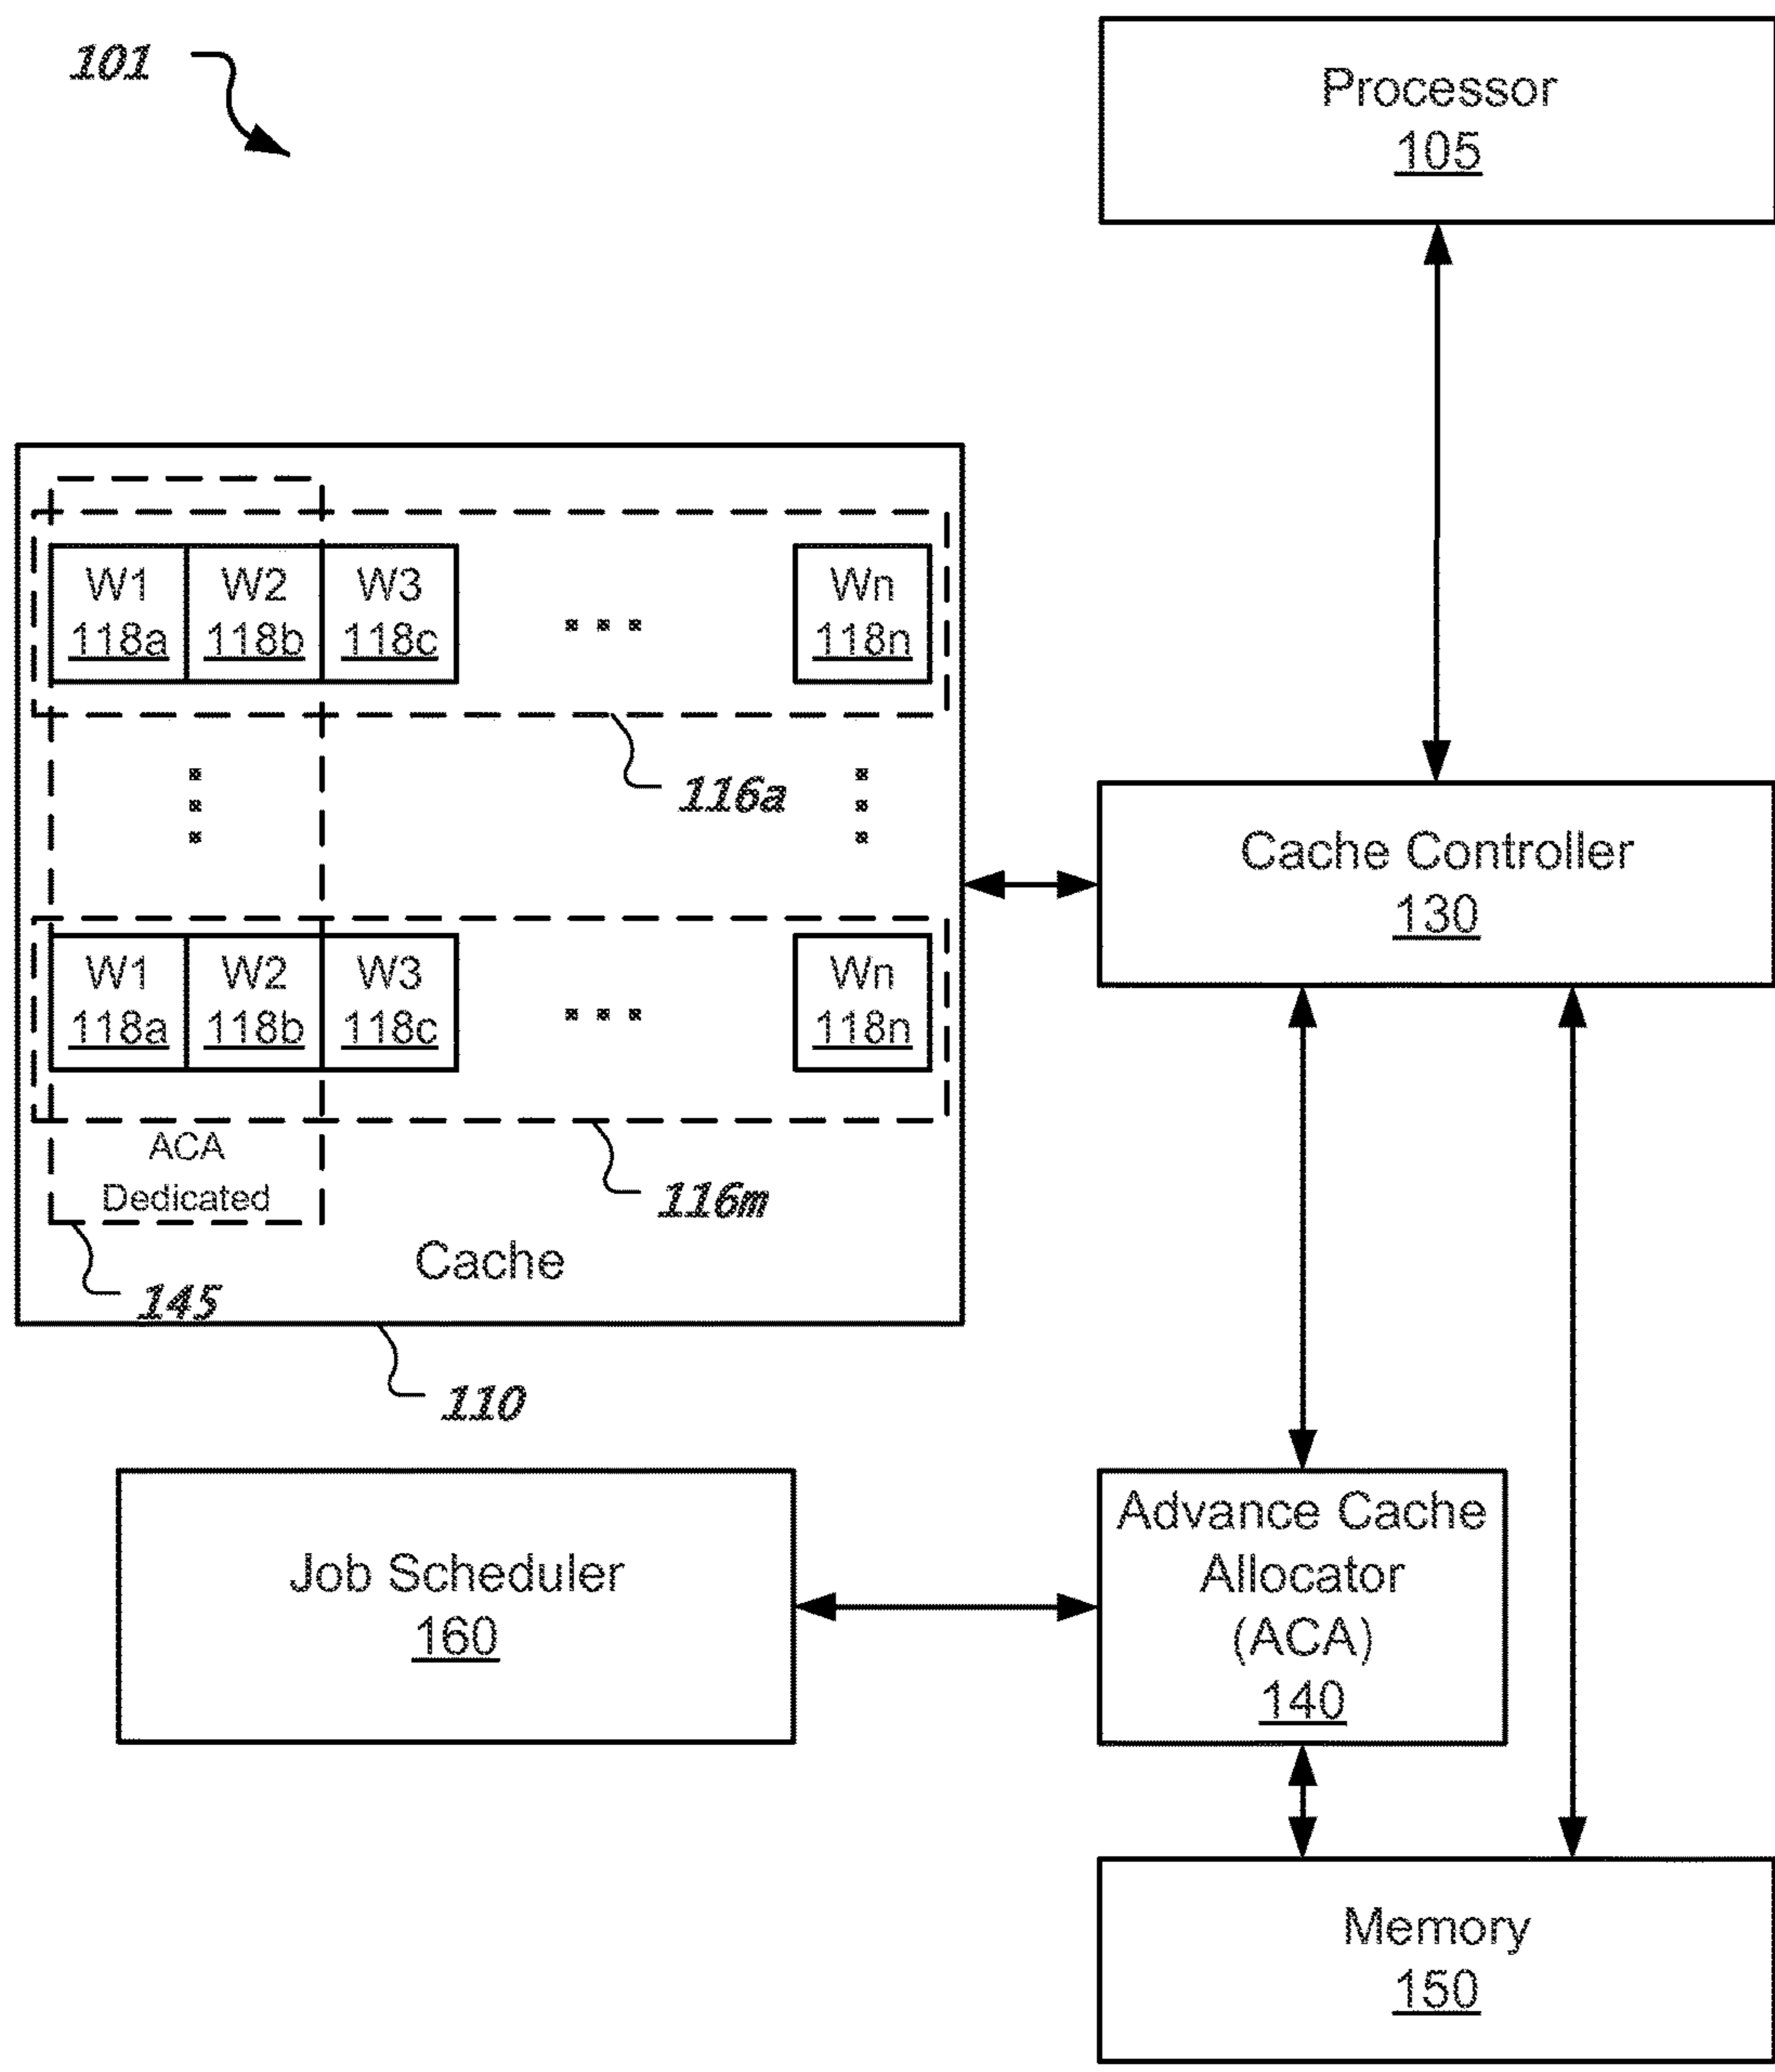 101
Processor
105
W1
118a
W2
118b
W3
118c
...
Wn
118n
116a
Cache Controller
130
W1
118a
W2
118b
W3
118c
...
Wn
118n
ACA
Dedicated
116m
Cache
145
110
Job Scheduler
160
Advance Cache
Allocator
(ACA)
140
Memory
150